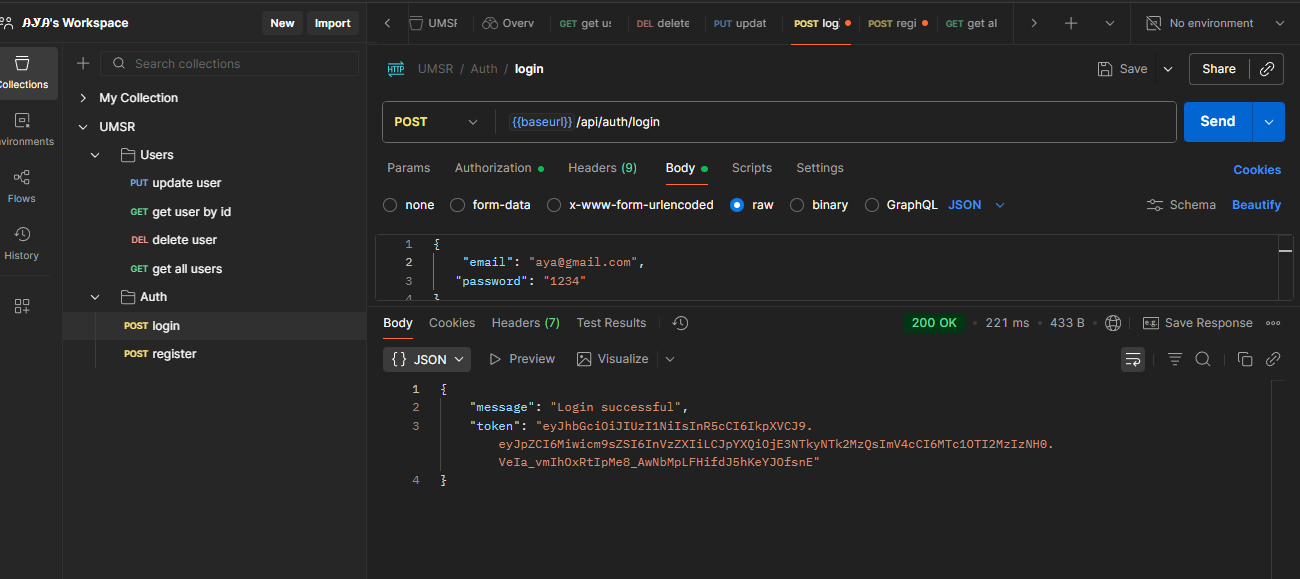 ᎯᎽᎯ's Workspace
New
Import
UMSR
Overv
GET get us
DEL delete
PUT updat
POST log
POST regi
GET get al
No environment
Collections
Search collections
My Collection
UMSR
Users
PUT update user
GET get user by id
DEL delete user
GET get all users
Auth
POST login
POST register
vironments
Flows
History
HTTP
UMSR / Auth / login
Save
Share
POST
{{baseurl}} /api/auth/login
Send
Params
Authorization
Headers (9)
Body
Scripts
Settings
Cookies
none
form-data
x-www-form-urlencoded
raw
binary
GraphQL
JSON
Schema
Beautify
1 {
2 "email": "aya@gmail.com",
3 "password": "1234"
4 }
Body
Cookies
Headers (7)
Test Results
200 OK
221 ms
433 B
e.g.
Save Response
{} JSON
Preview
Visualize
1 {
2 "message": "Login successful",
3 "token": "eyJhbGciOiJIUzI1NiIsInR5cCI6IkpXVCJ9.
eyJpZCI6Miwicm9sZSI6InVzZXIiLCJpYXQiOjE3NTkyNTk2MzQsImV4cCI6MTc1OTI2MzIzNH0.
VeIa_vmIhOxRtIpMe8_AwNbMpLFHifdJ5hKeYJOfsnE"
4 }